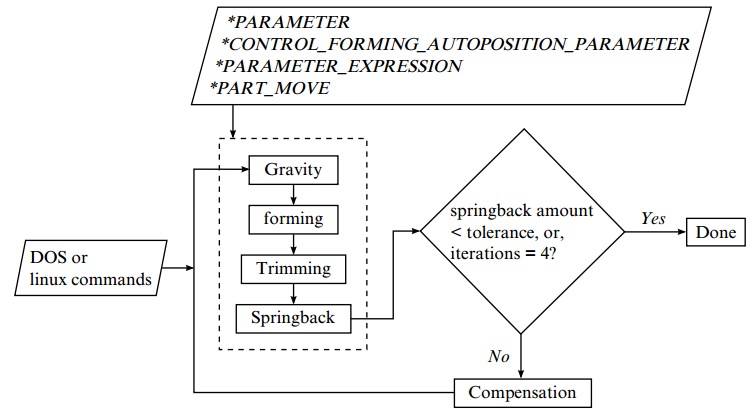 *PARAMETER
*CONTROL_FORMING_AUTOPOSITION_PARAMETER
*PARAMETER_EXPRESSION
*PART_MOVE
Gravity
forming
Trimming
Springback
DOS or
linux commands
springback amount
< tolerance, or,
iterations = 4?
Yes
Done
No
Compensation